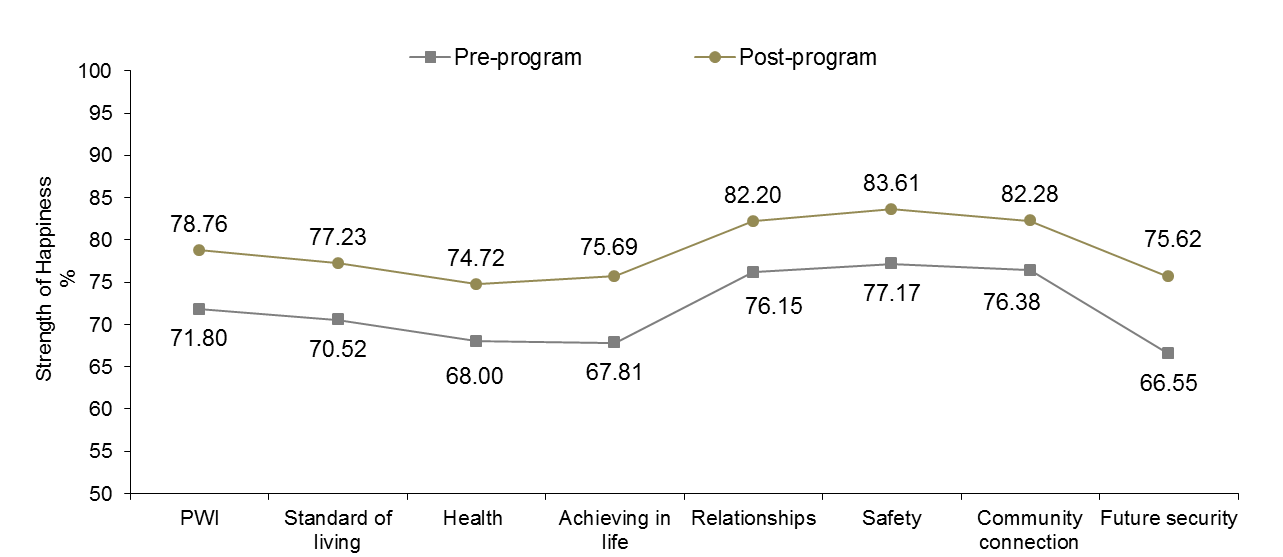 Pre-program
Post-program
Strength of Happiness
%
100
95
90
85
80
75
70
65
60
55
50
78.76
77.23
74.72
75.69
82.20
83.61
82.28
75.62
71.80
70.52
68.00
67.81
76.15
77.17
76.38
66.55
PWI
Standard of
living
Health
Achieving in
life
Relationships
Safety
Community
connection
Future security